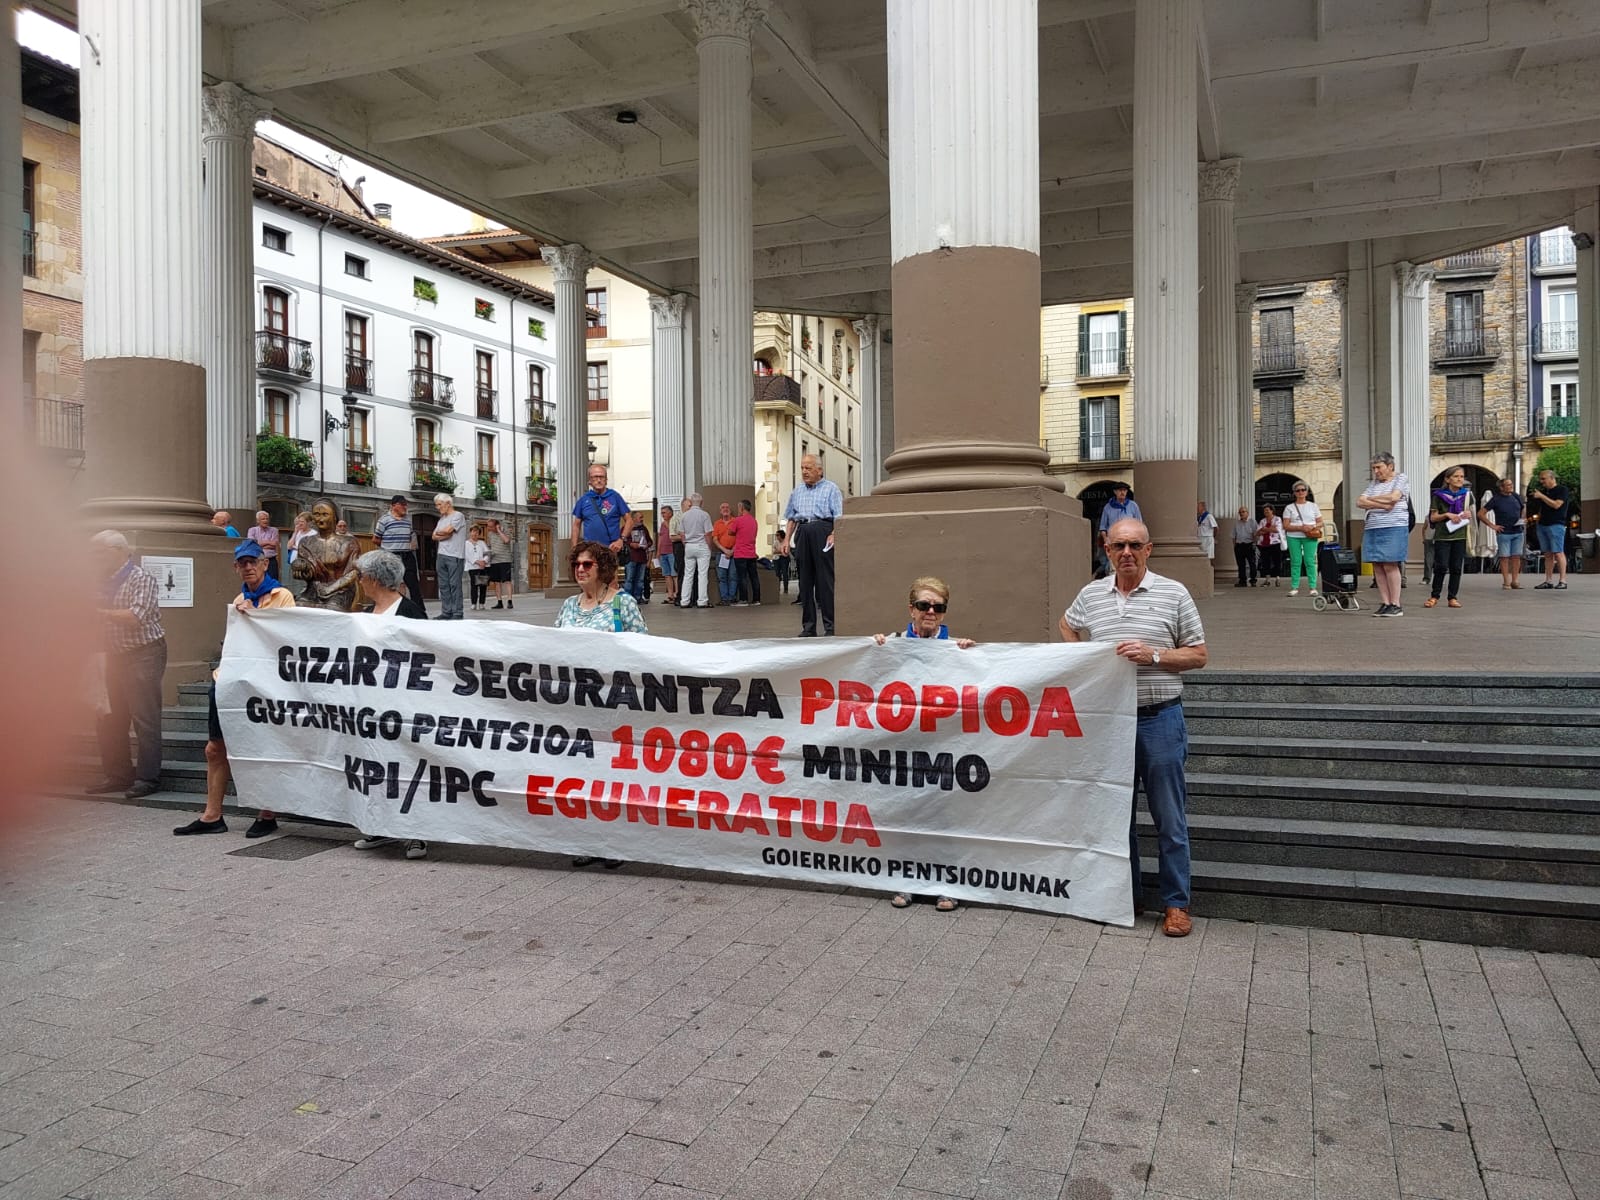 GIZARTE SEGURANTZA PROPIOA
GUTXIENGO PENTSIOA 1080€ MINIMO
KPI/IPC EGUNERATUA
GOIERRIKO PENTSIODUNAK